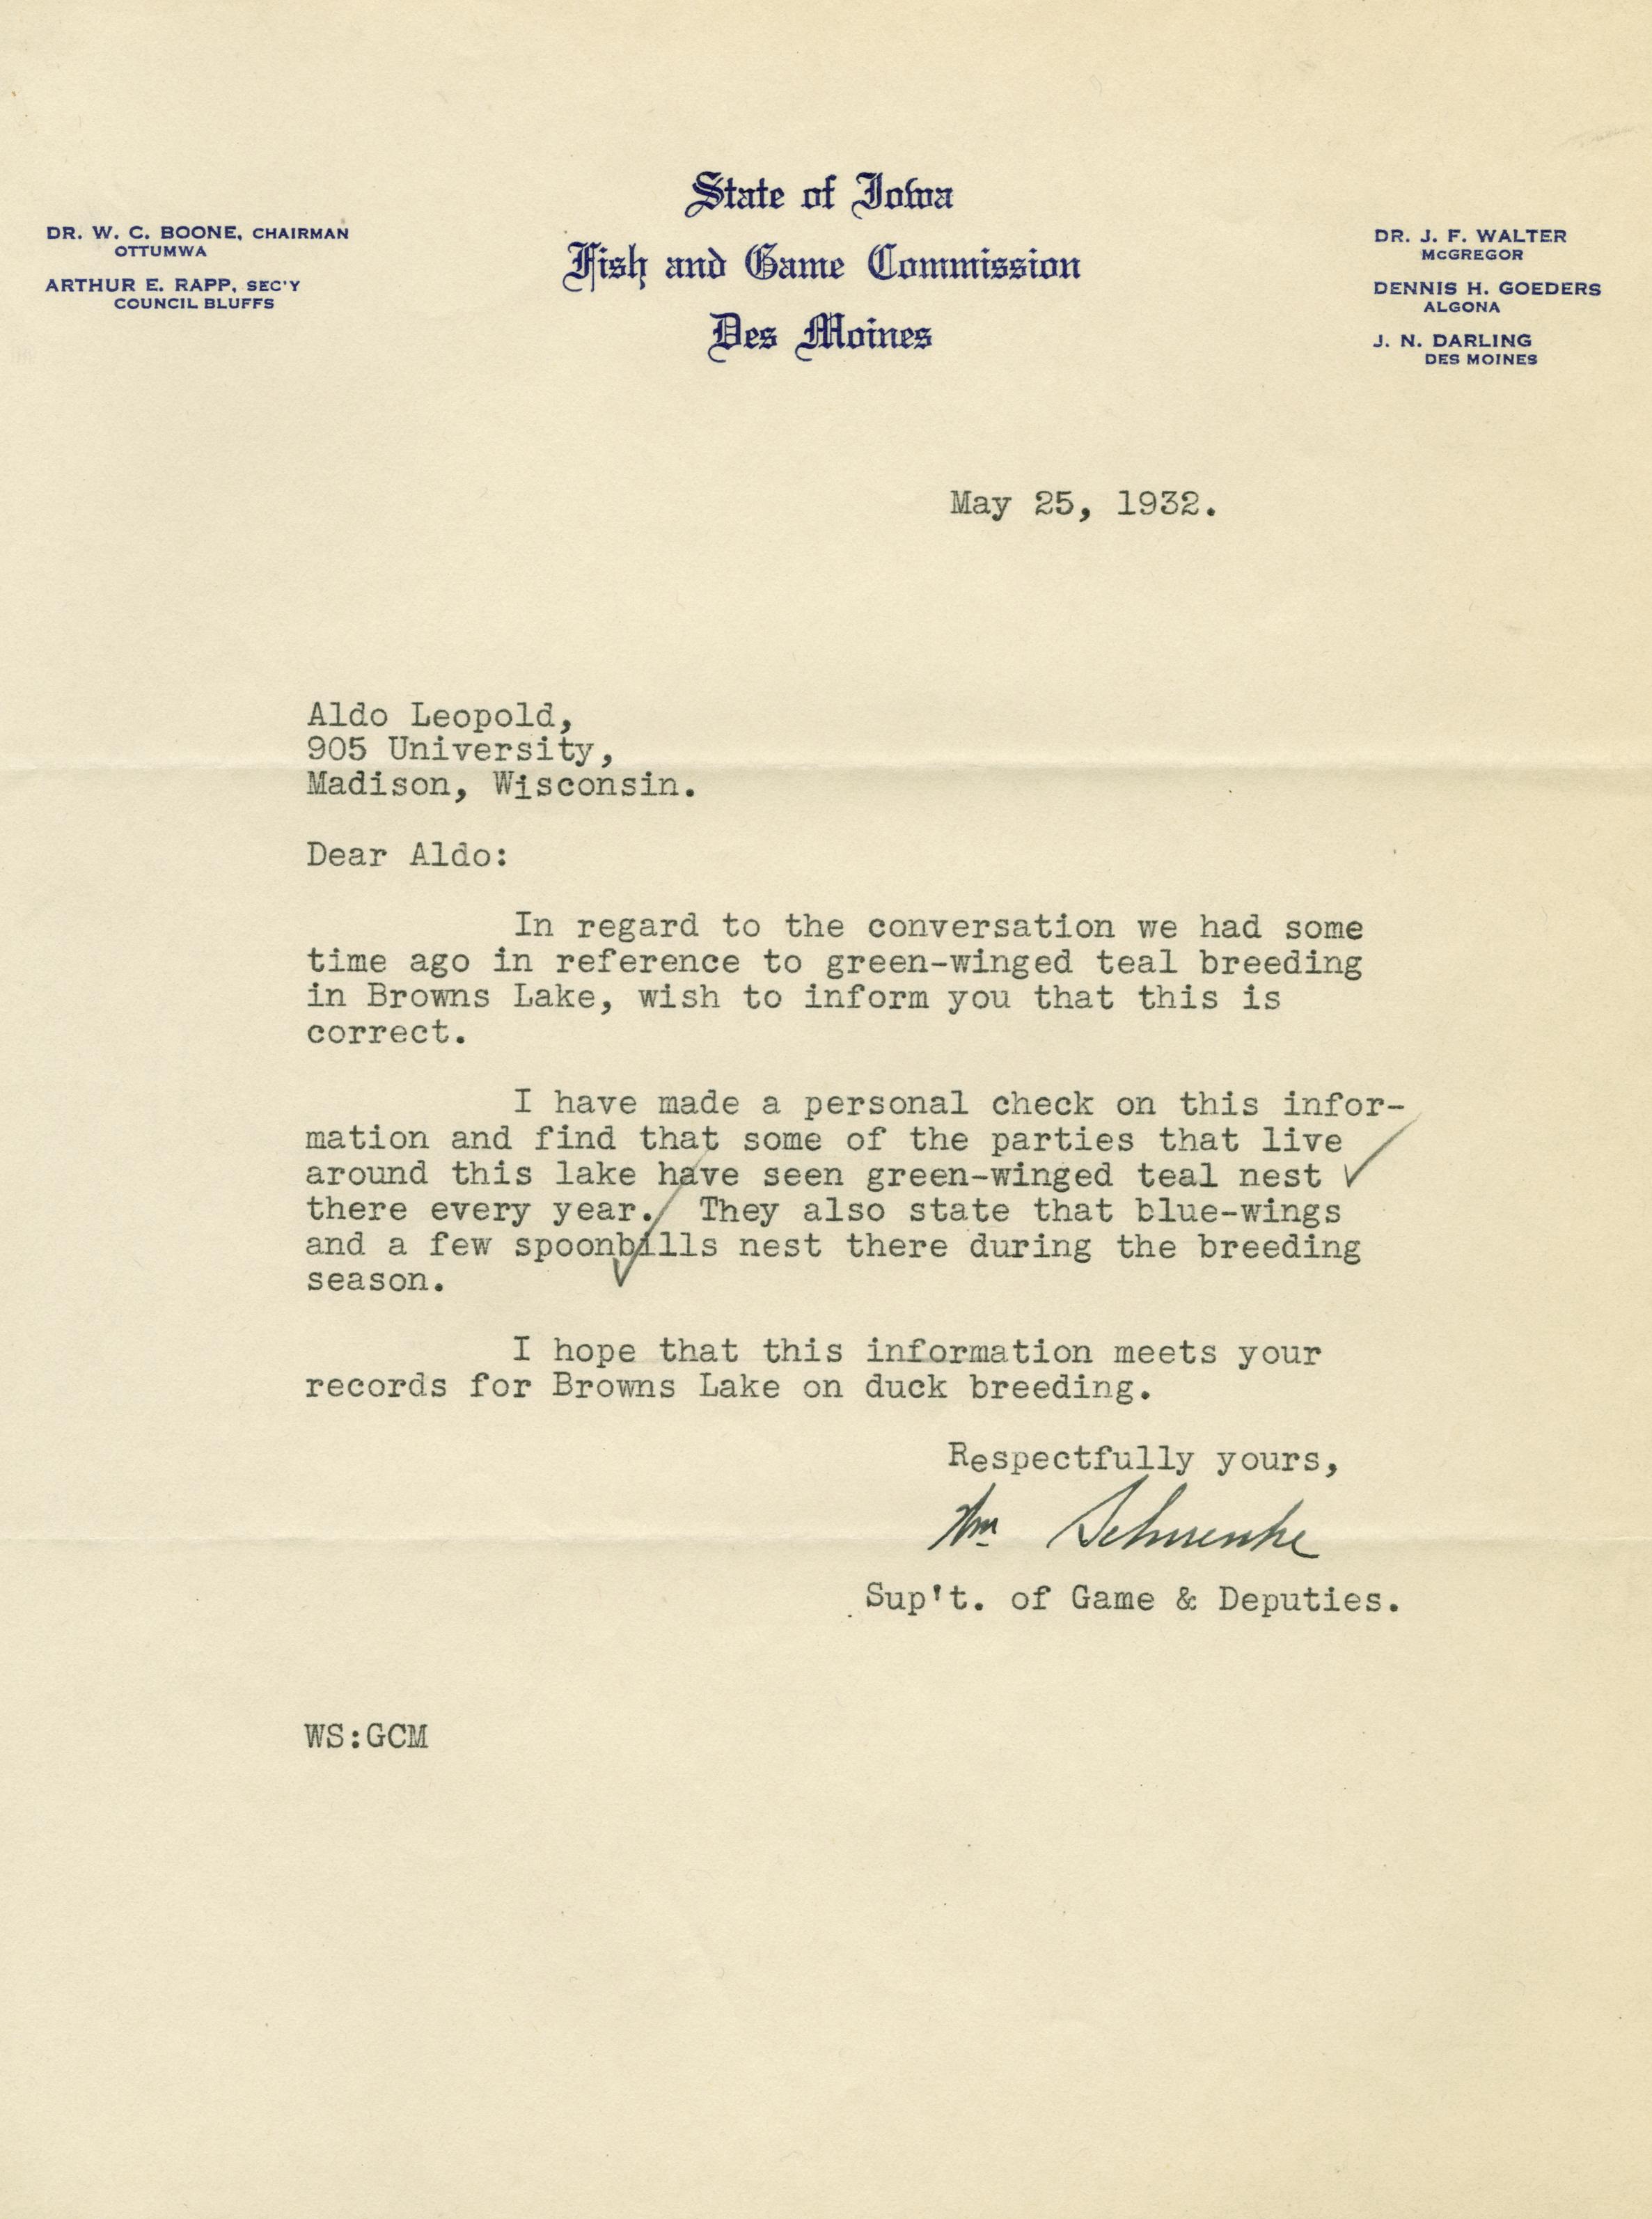 State of Iowa
Fish and Game Commission
Des Moines
DR. W. C. BOONE, CHAIRMAN
OTTUMWA
ARTHUR E. RAPP, SEC'Y
COUNCIL BLUFFS
DR. J. F. WALTER
McGREGOR
DENNIS H. GOEDERS
ALGONA
J. N. DARLING
DES MOINES
May 25, 1932.
Aldo Leopold,
905 University,
Madison, Wisconsin.
Dear Aldo:
In regard to the conversation we had some
time ago in reference to green-winged teal breeding
in Browns Lake, wish to inform you that this is
correct.
I have made a personal check on this infor-
mation and find that some of the parties that live
around this lake have seen green-winged teal nest
there every year. They also state that blue-wings
and a few spoonbills nest there during the breeding
season.
I hope that this information meets your
records for Browns Lake on duck breeding.
Respectfully yours,
Wm Schwenke
Sup't. of Game & Deputies.
WS:GCM